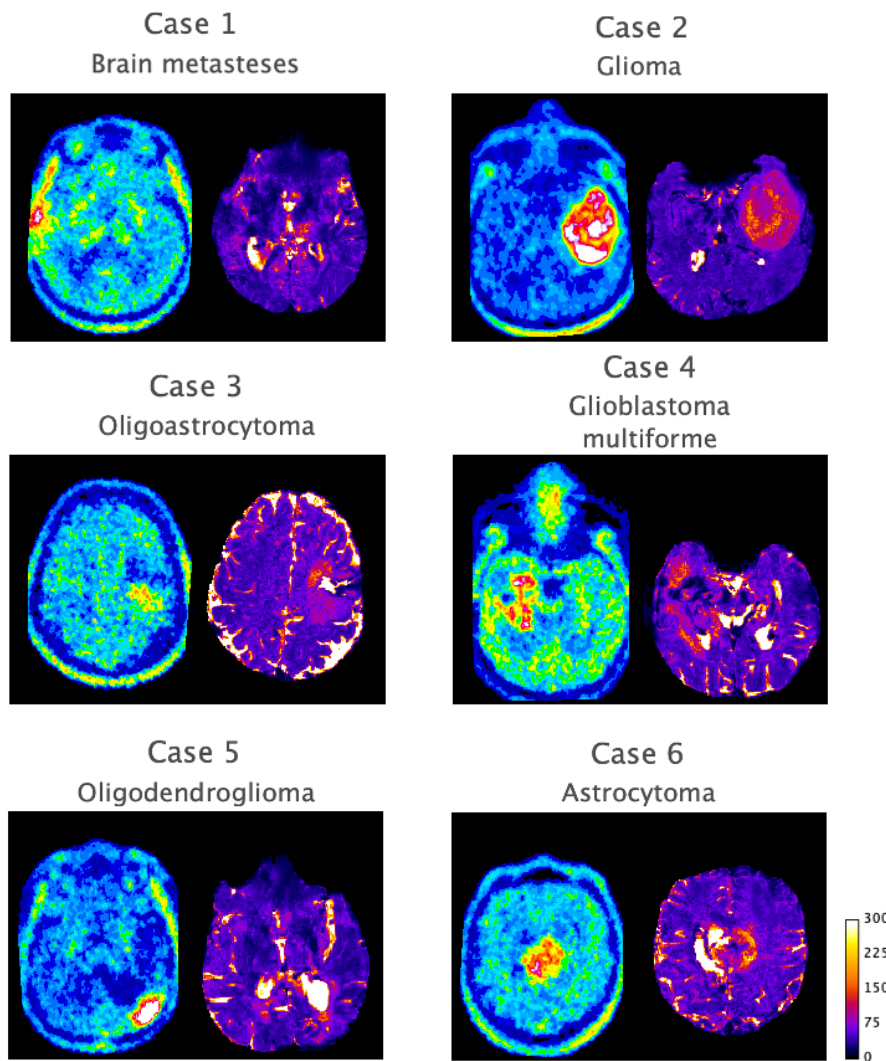 Case 1
Brain metasteses
Case 2
Glioma
Case 3
Oligoastrocytoma
Case 4
Glioblastoma
multiforme
Case 5
Oligodendroglioma
Case 6
Astrocytoma
300
225
150
75
0